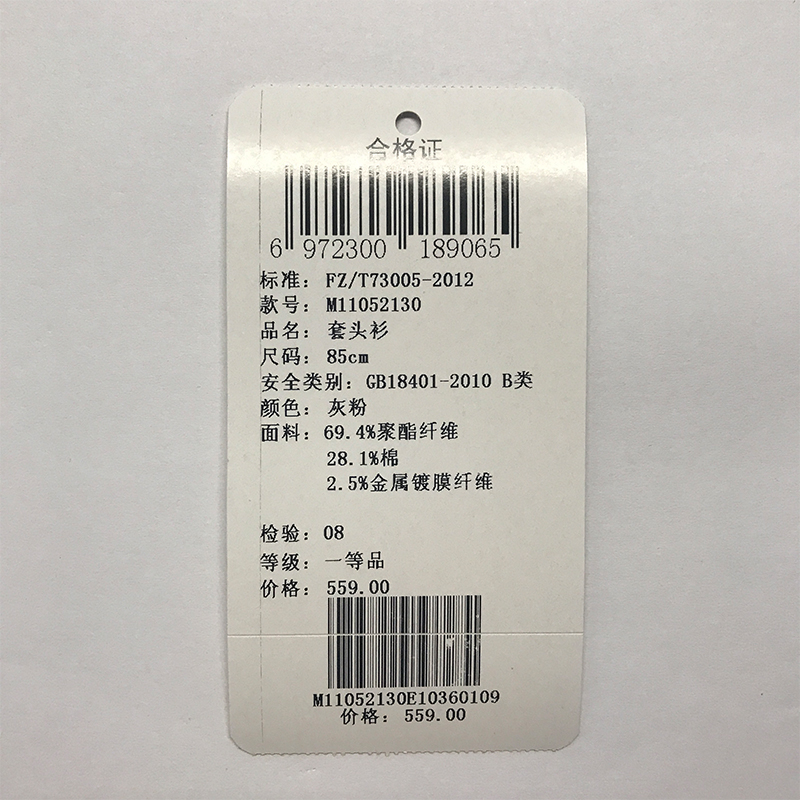 合格证
6 972300 189065
标准：FZ/T73005-2012
款号：M11052130
品名：套头衫
尺码：85cm
安全类别：GB18401-2010 B类
颜色：灰粉
面料：69.4%聚酯纤维
28.1%棉
2.5%金属镀膜纤维
检验：08
等级：一等品
价格：559.00
M11052130E10360109
价格：559.00